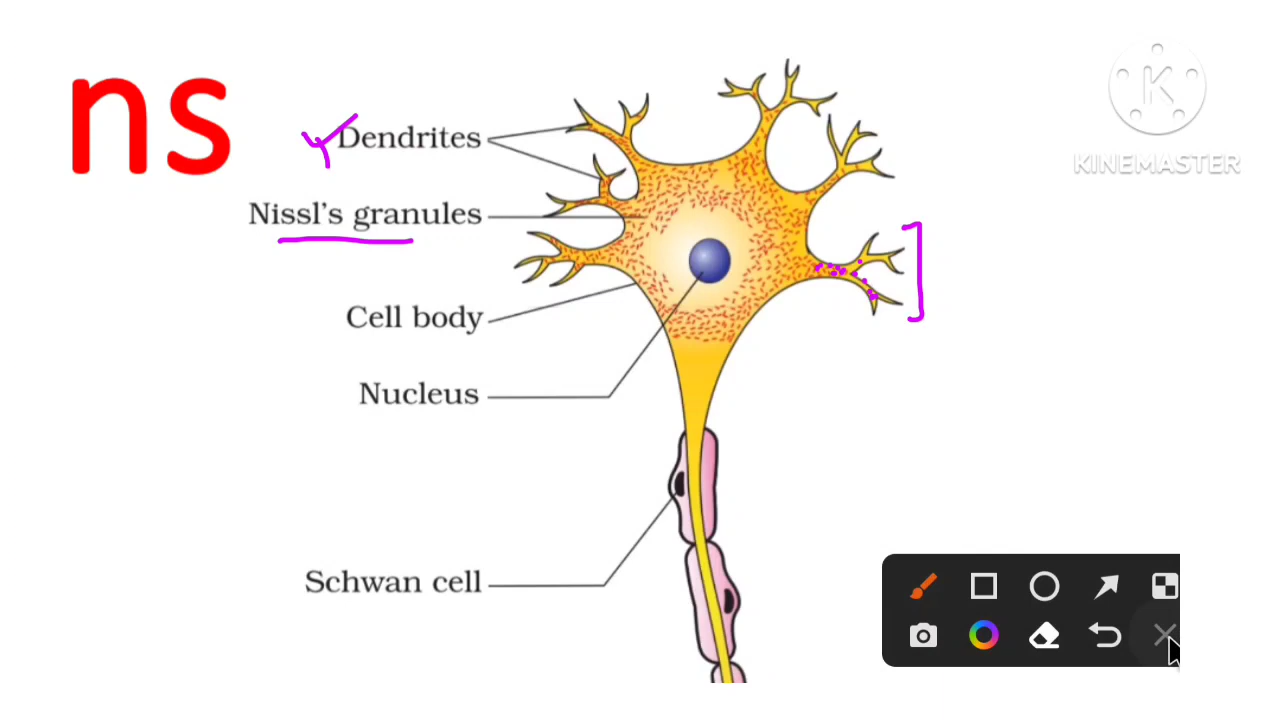 ns
Dendrites
Nissl's granules
Cell body
Nucleus
Schwan cell
K
KINEMASTER